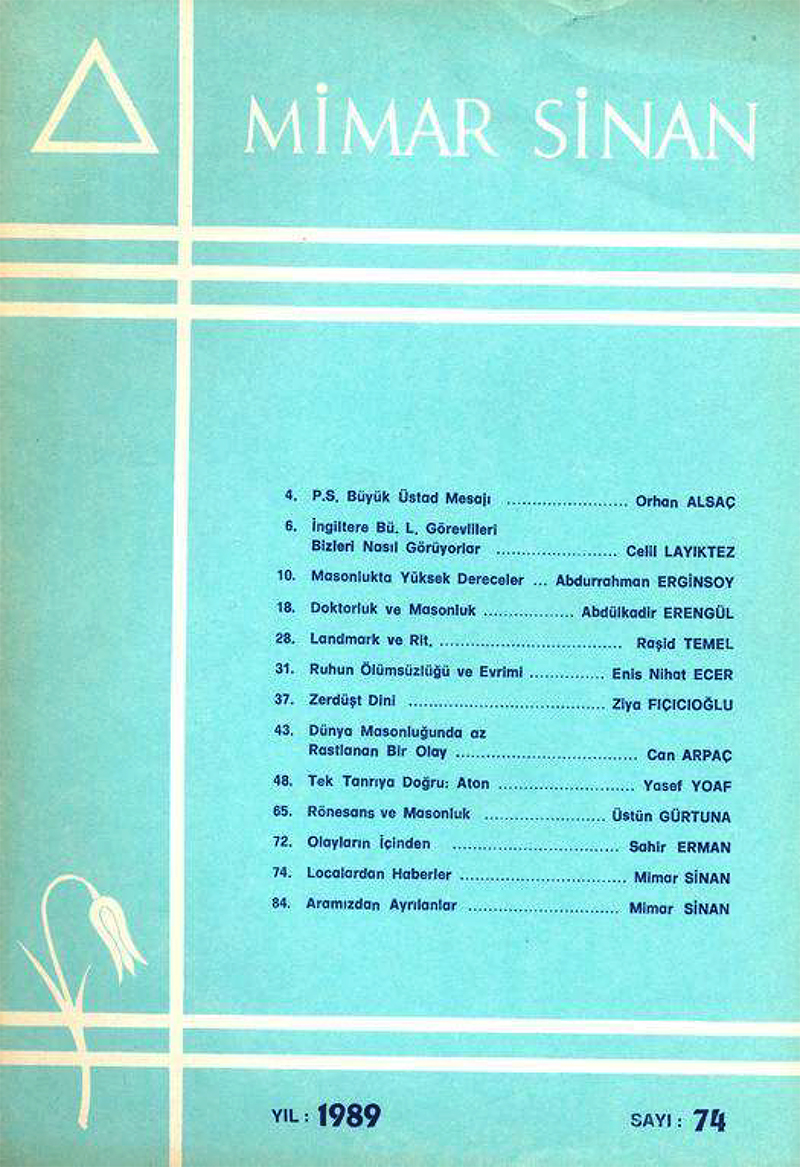 MİMAR SİNAN
4. P.S. Büyük Üstad Mesajı ........................ Orhan ALSAÇ
6. İngiltere Bü. L. Görevlileri
Bizleri Nasıl Görüyorlar ........................ Celil LAYIKTEZ
10. Masonlukta Yüksek Dereceler ... Abdurrahman ERGİNSOY
18. Doktorluk ve Masonluk .................. Abdülkadir ERENGÜL
28. Landmark ve Rit. .................................... Raşid TEMEL
31. Ruhun Ölümsüzlüğü ve Evrimi ............... Enis Nihat ECER
37. Zerdüşt Dini ....................................... Ziya FIÇICIOĞLU
43. Dünya Masonluğunda az
Rastlanan Bir Olay .................................... Can ARPAÇ
48. Tek Tanrıya Doğru: Aton ........................... Yasef YOAF
65. Rönesans ve Masonluk ........................ Üstün GÜRTUNA
72. Olayların İçinden ................................. Sahir ERMAN
74. Localardan Haberler ................................. Mimar SİNAN
84. Aramızdan Ayrılanlar .............................. Mimar SİNAN
YIL : 1989 SAYI : 74